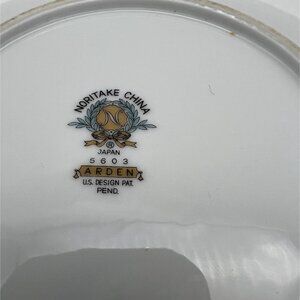 NORITAKE CHINA
N
JAPAN
5603
ARDEN
U.S. DESIGN PAT.
PEND.